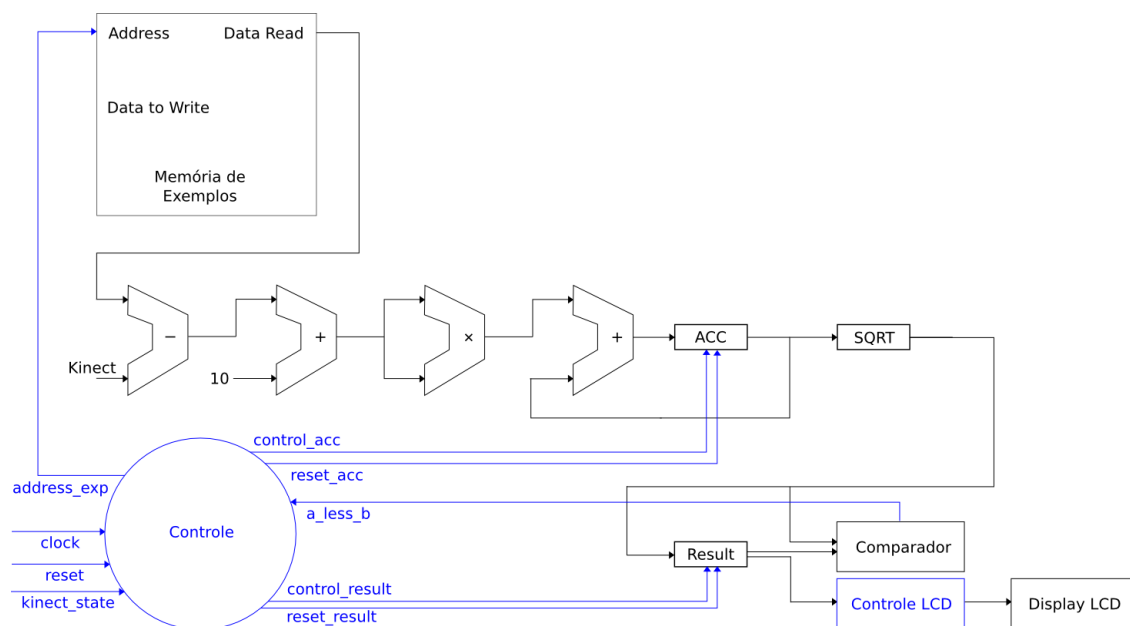 Address
Data Read
Data to Write
Memória de
Exemplos
−
+
×
+
ACC
SQRT
Kinect
10
control_acc
reset_acc
address_exp
a_less_b
Controle
clock
reset
kinect_state
Comparador
Result
control_result
reset_result
Controle LCD
Display LCD